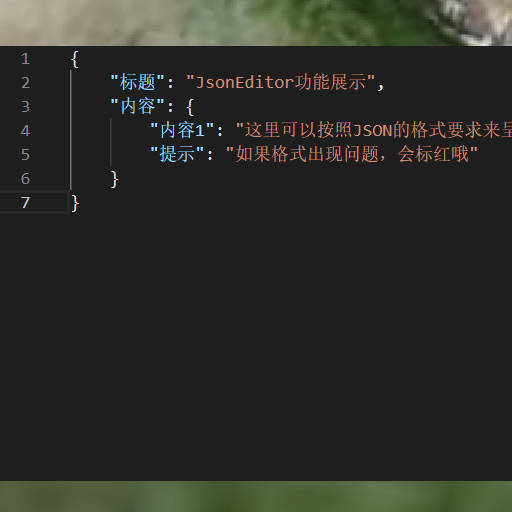 1 {
2 "标题": "JsonEditor功能展示",
3 "内容": {
4 "内容1": "这里可以按照JSON的格式要求来呈
5 "提示": "如果格式出现问题，会标红哦"
6 }
7 }